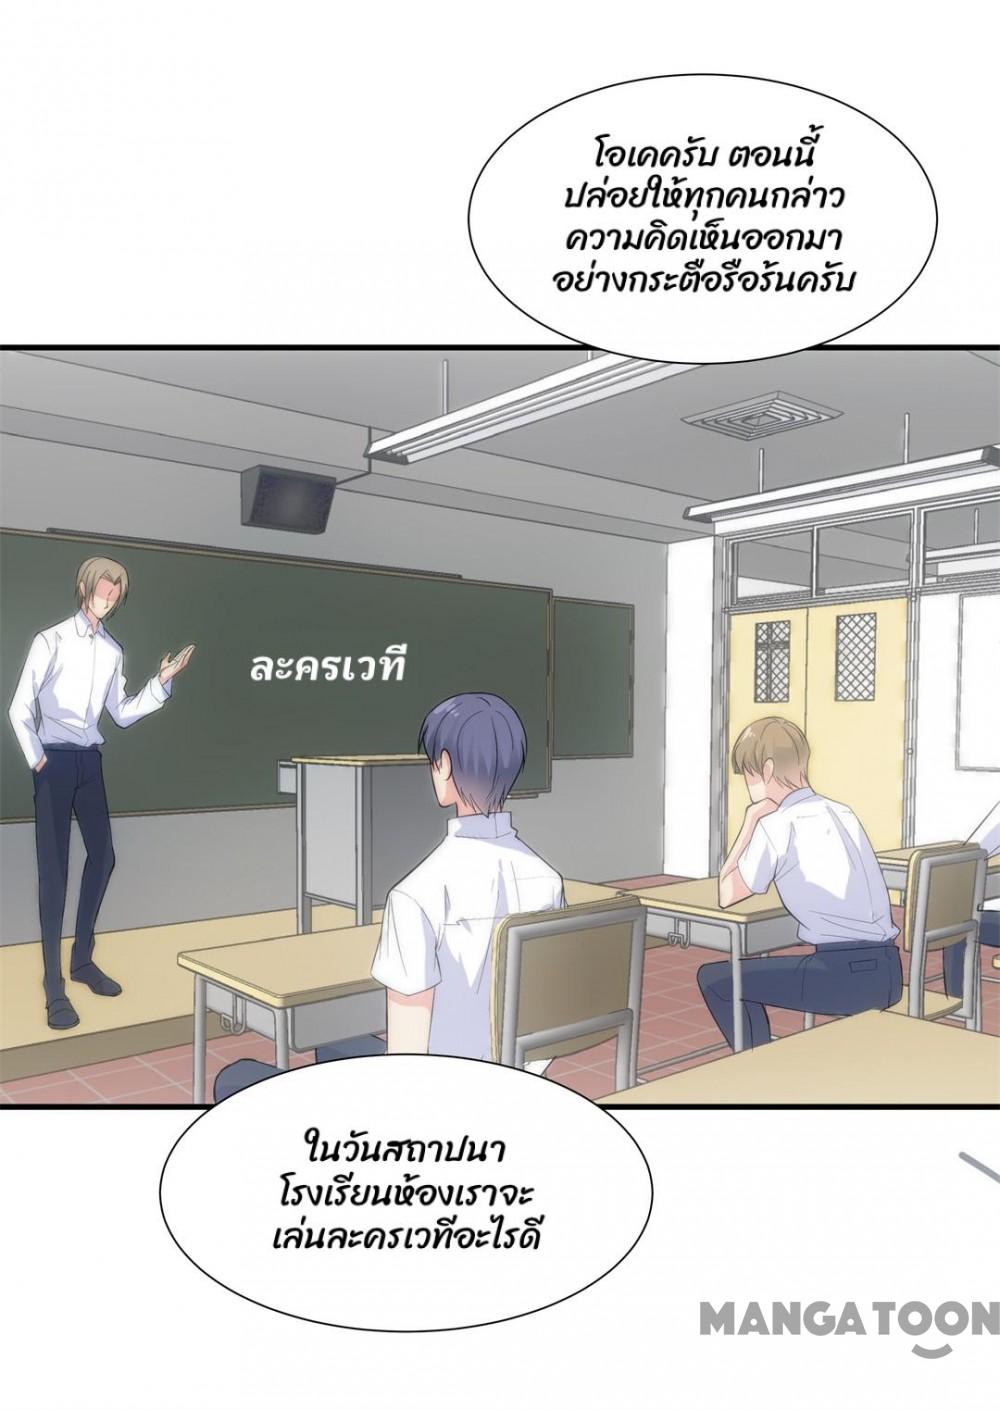 โอเคครับ ตอนนี้
ปล่อยให้ทุกคนกล่าว
ความคิดเห็นออกมา
อย่างกระตือรือร้นครับ
ละครเวที
ในวันสถาปนา
โรงเรียนห้องเราจะ
เล่นละครเวทีอะไรดี
MANGATOON